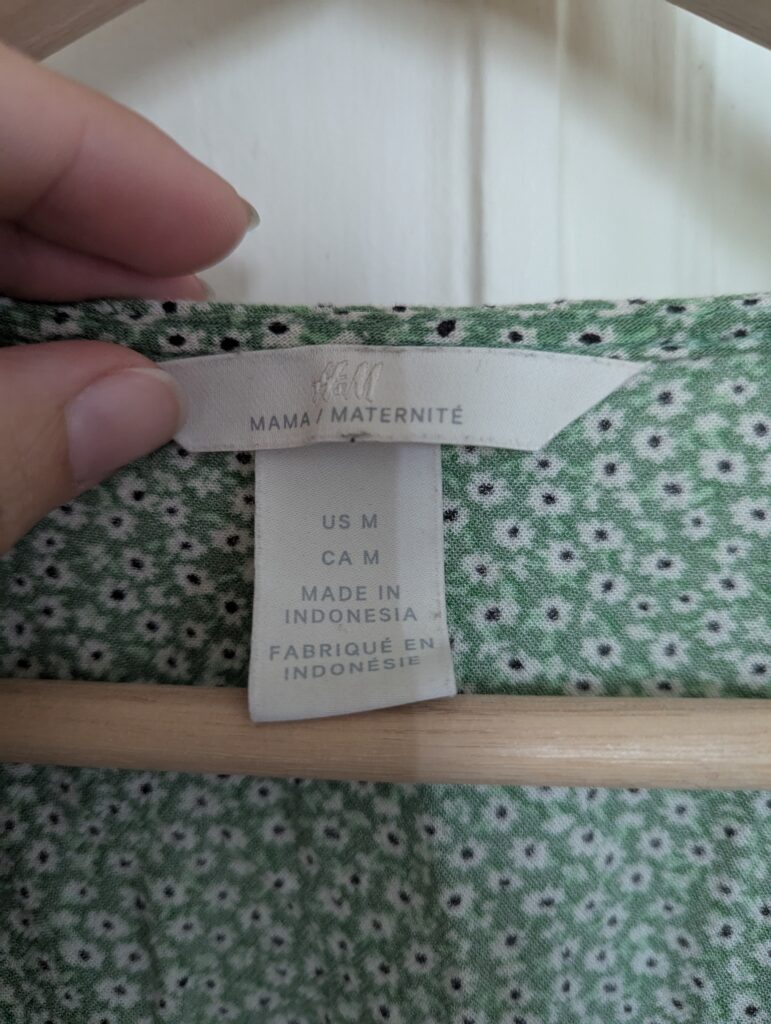 H&M
MAMA / MATERNITÉ
US M
CA M
MADE IN
INDONESIA
FABRIQUÉ EN
INDONÉSIE